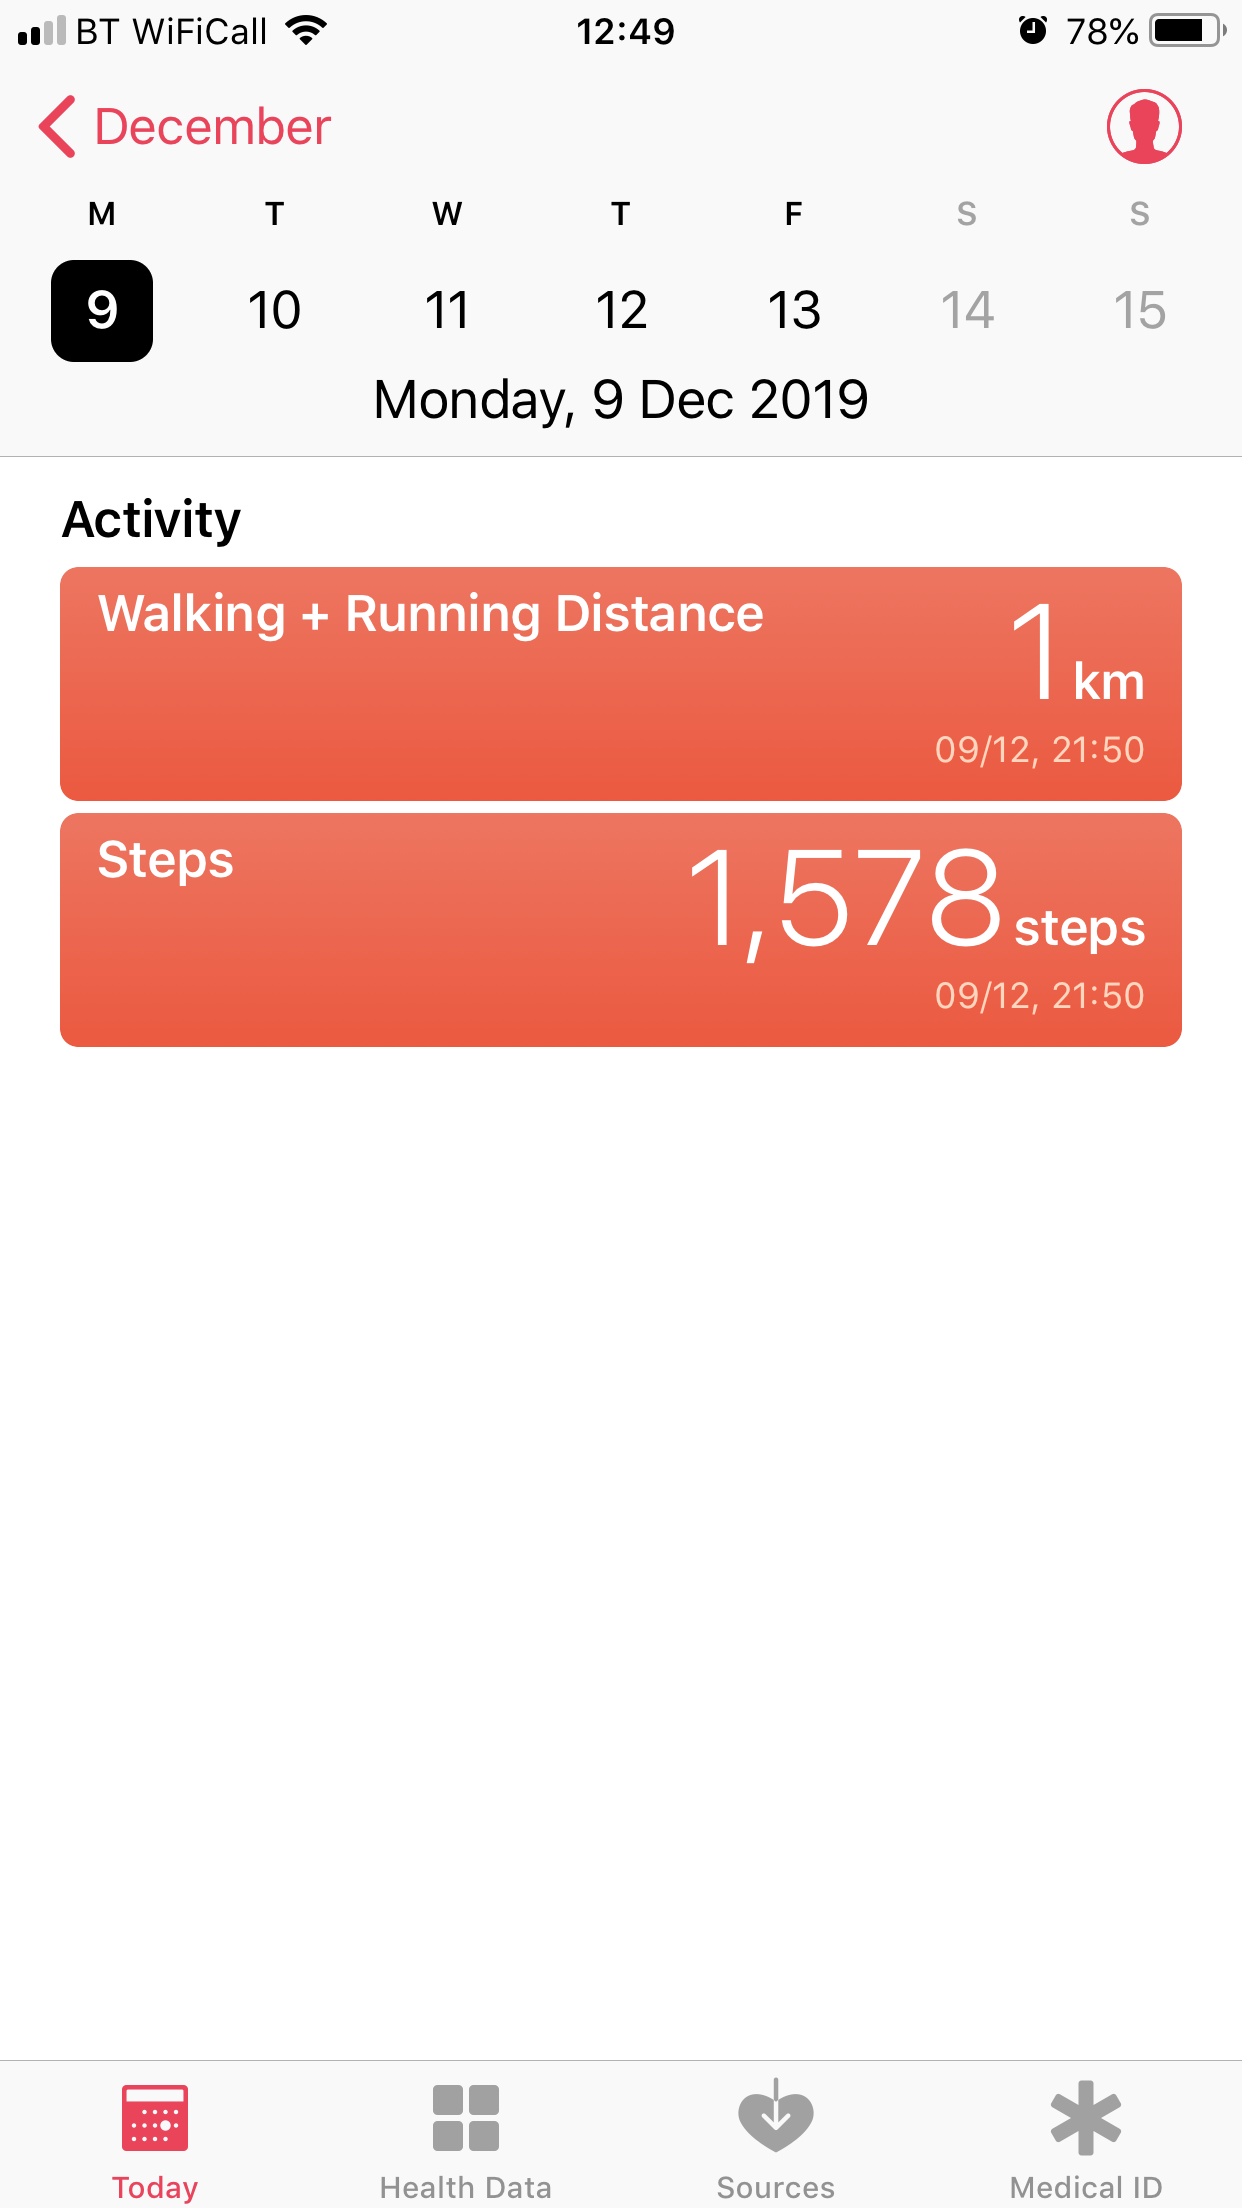 BT WiFiCall 12:49 78%
December
M T W T F S S
9 10 11 12 13 14 15
Monday, 9 Dec 2019
Activity
Walking + Running Distance
1 km
09/12, 21:50
Steps
1,578 steps
09/12, 21:50
Today Health Data Sources Medical ID